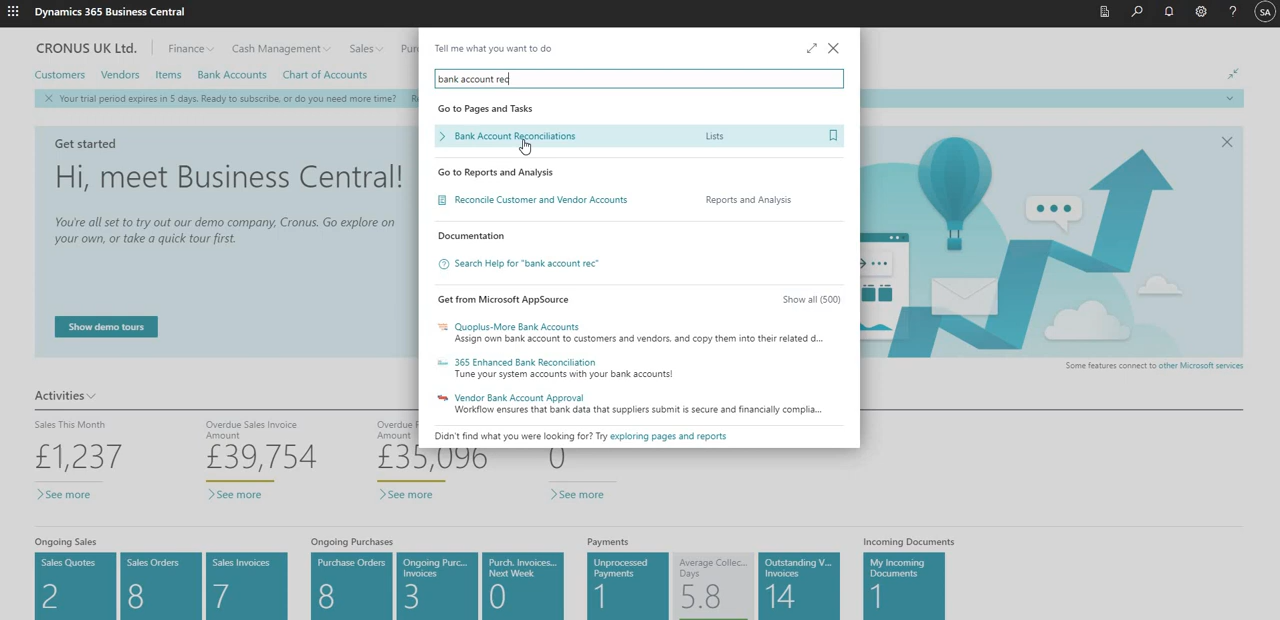 Dynamics 365 Business Central
SA
CRONUS UK Ltd.
Finance
Cash Management
Sales
Customers
Vendors
Items
Bank Accounts
Chart of Accounts
Your trial period expires in 5 days. Ready to subscribe, or do you need more time?
Get started
Hi, meet Business Central!
You're all set to try out our demo company, Cronus. Go explore on
your own, or take a quick tour first.
Show demo tours
Some features connect to other Microsoft services
Tell me what you want to do
bank account rec
Go to Pages and Tasks
Bank Account Reconciliations Lists
Go to Reports and Analysis
Reconcile Customer and Vendor Accounts Reports and Analysis
Documentation
Search Help for "bank account rec"
Get from Microsoft AppSource Show all (500)
Quoplus-More Bank Accounts
Assign own bank account to customers and vendors, and copy them into their related d...
365 Enhanced Bank Reconciliation
Tune your system accounts with your bank accounts!
Vendor Bank Account Approval
Workflow ensures that bank data that suppliers submit is secure and financially complia...
Didn't find what you were looking for? Try exploring pages and reports
Activities
Sales This Month
£1,237
See more
Overdue Sales Invoice
Amount
£39,754
See more
Overdue
Amount
£35,096
See more
0
See more
Ongoing Sales
Sales Quotes
2
Sales Orders
8
Sales Invoices
7
Ongoing Purchases
Purchase Orders
8
Ongoing Purc...
Invoices
3
Purch. Invoices...
Next Week
0
Payments
Unprocessed
Payments
1
Average Collec...
Days
5.8
Outstanding V...
Invoices
14
Incoming Documents
My Incoming
Documents
1